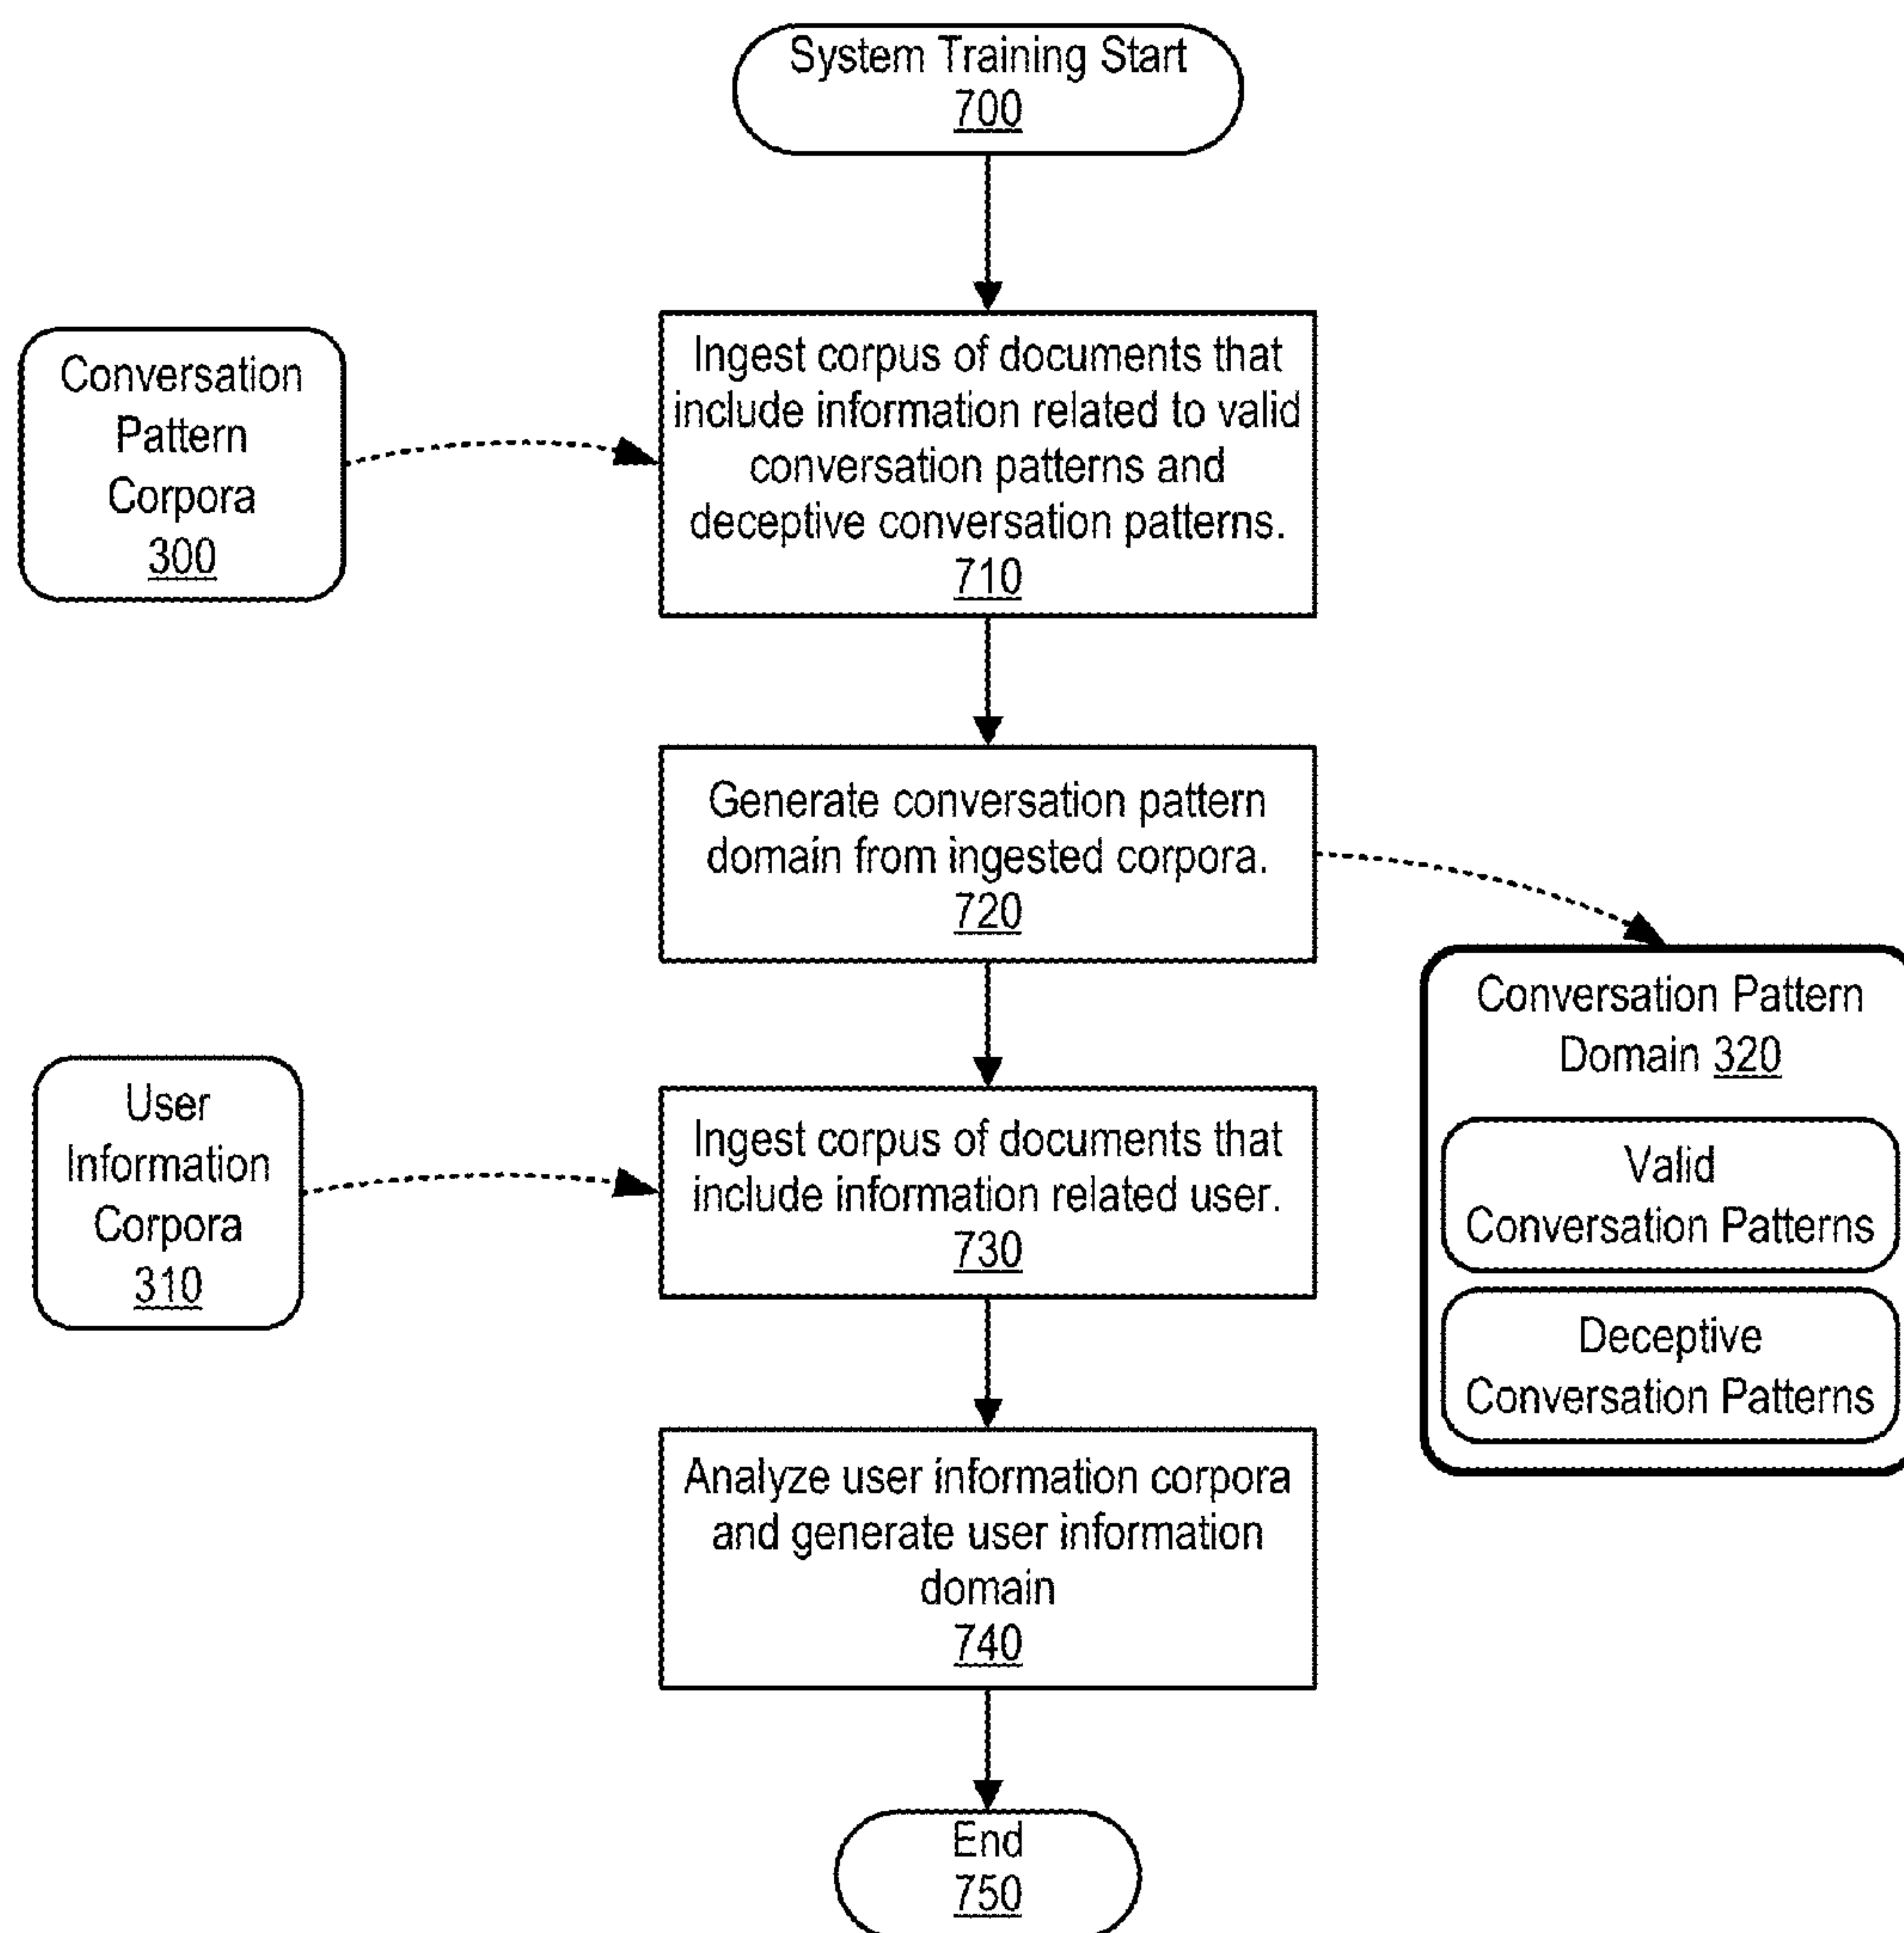 System Training Start
700
Conversation
Pattern
Corpora
300
Ingest corpus of documents that
include information related to valid
conversation patterns and
deceptive conversation patterns.
710
Generate conversation pattern
domain from ingested corpora.
720
Conversation Pattern
Domain 320
Valid
Conversation Patterns
Deceptive
Conversation Patterns
User
Information
Corpora
310
Ingest corpus of documents that
include information related user.
730
Analyze user information corpora
and generate user information
domain
740
End
750